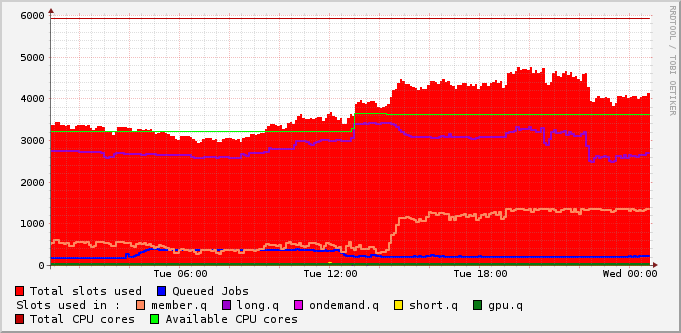 RRDTOOL / TOBI OETIKER
6000
5000
4000
3000
2000
1000
0
Tue 06:00 Tue 12:00 Tue 18:00 Wed 00:00
Total slots used Queued Jobs
Slots used in : member.q long.q ondemand.q short.q gpu.q
Total CPU cores Available CPU cores